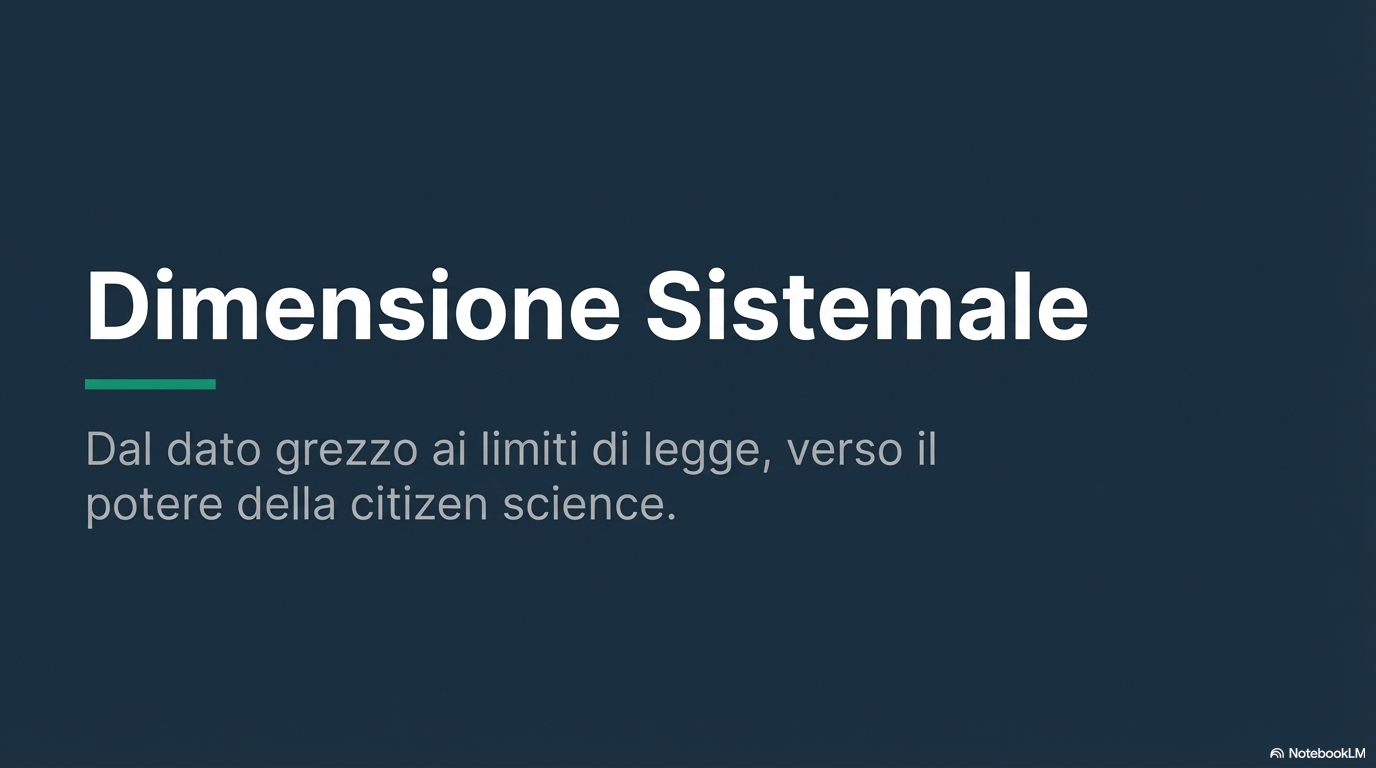 Dimensione Sistemale
Dal dato grezzo ai limiti di legge, verso il
potere della citizen science.
NotebookLM